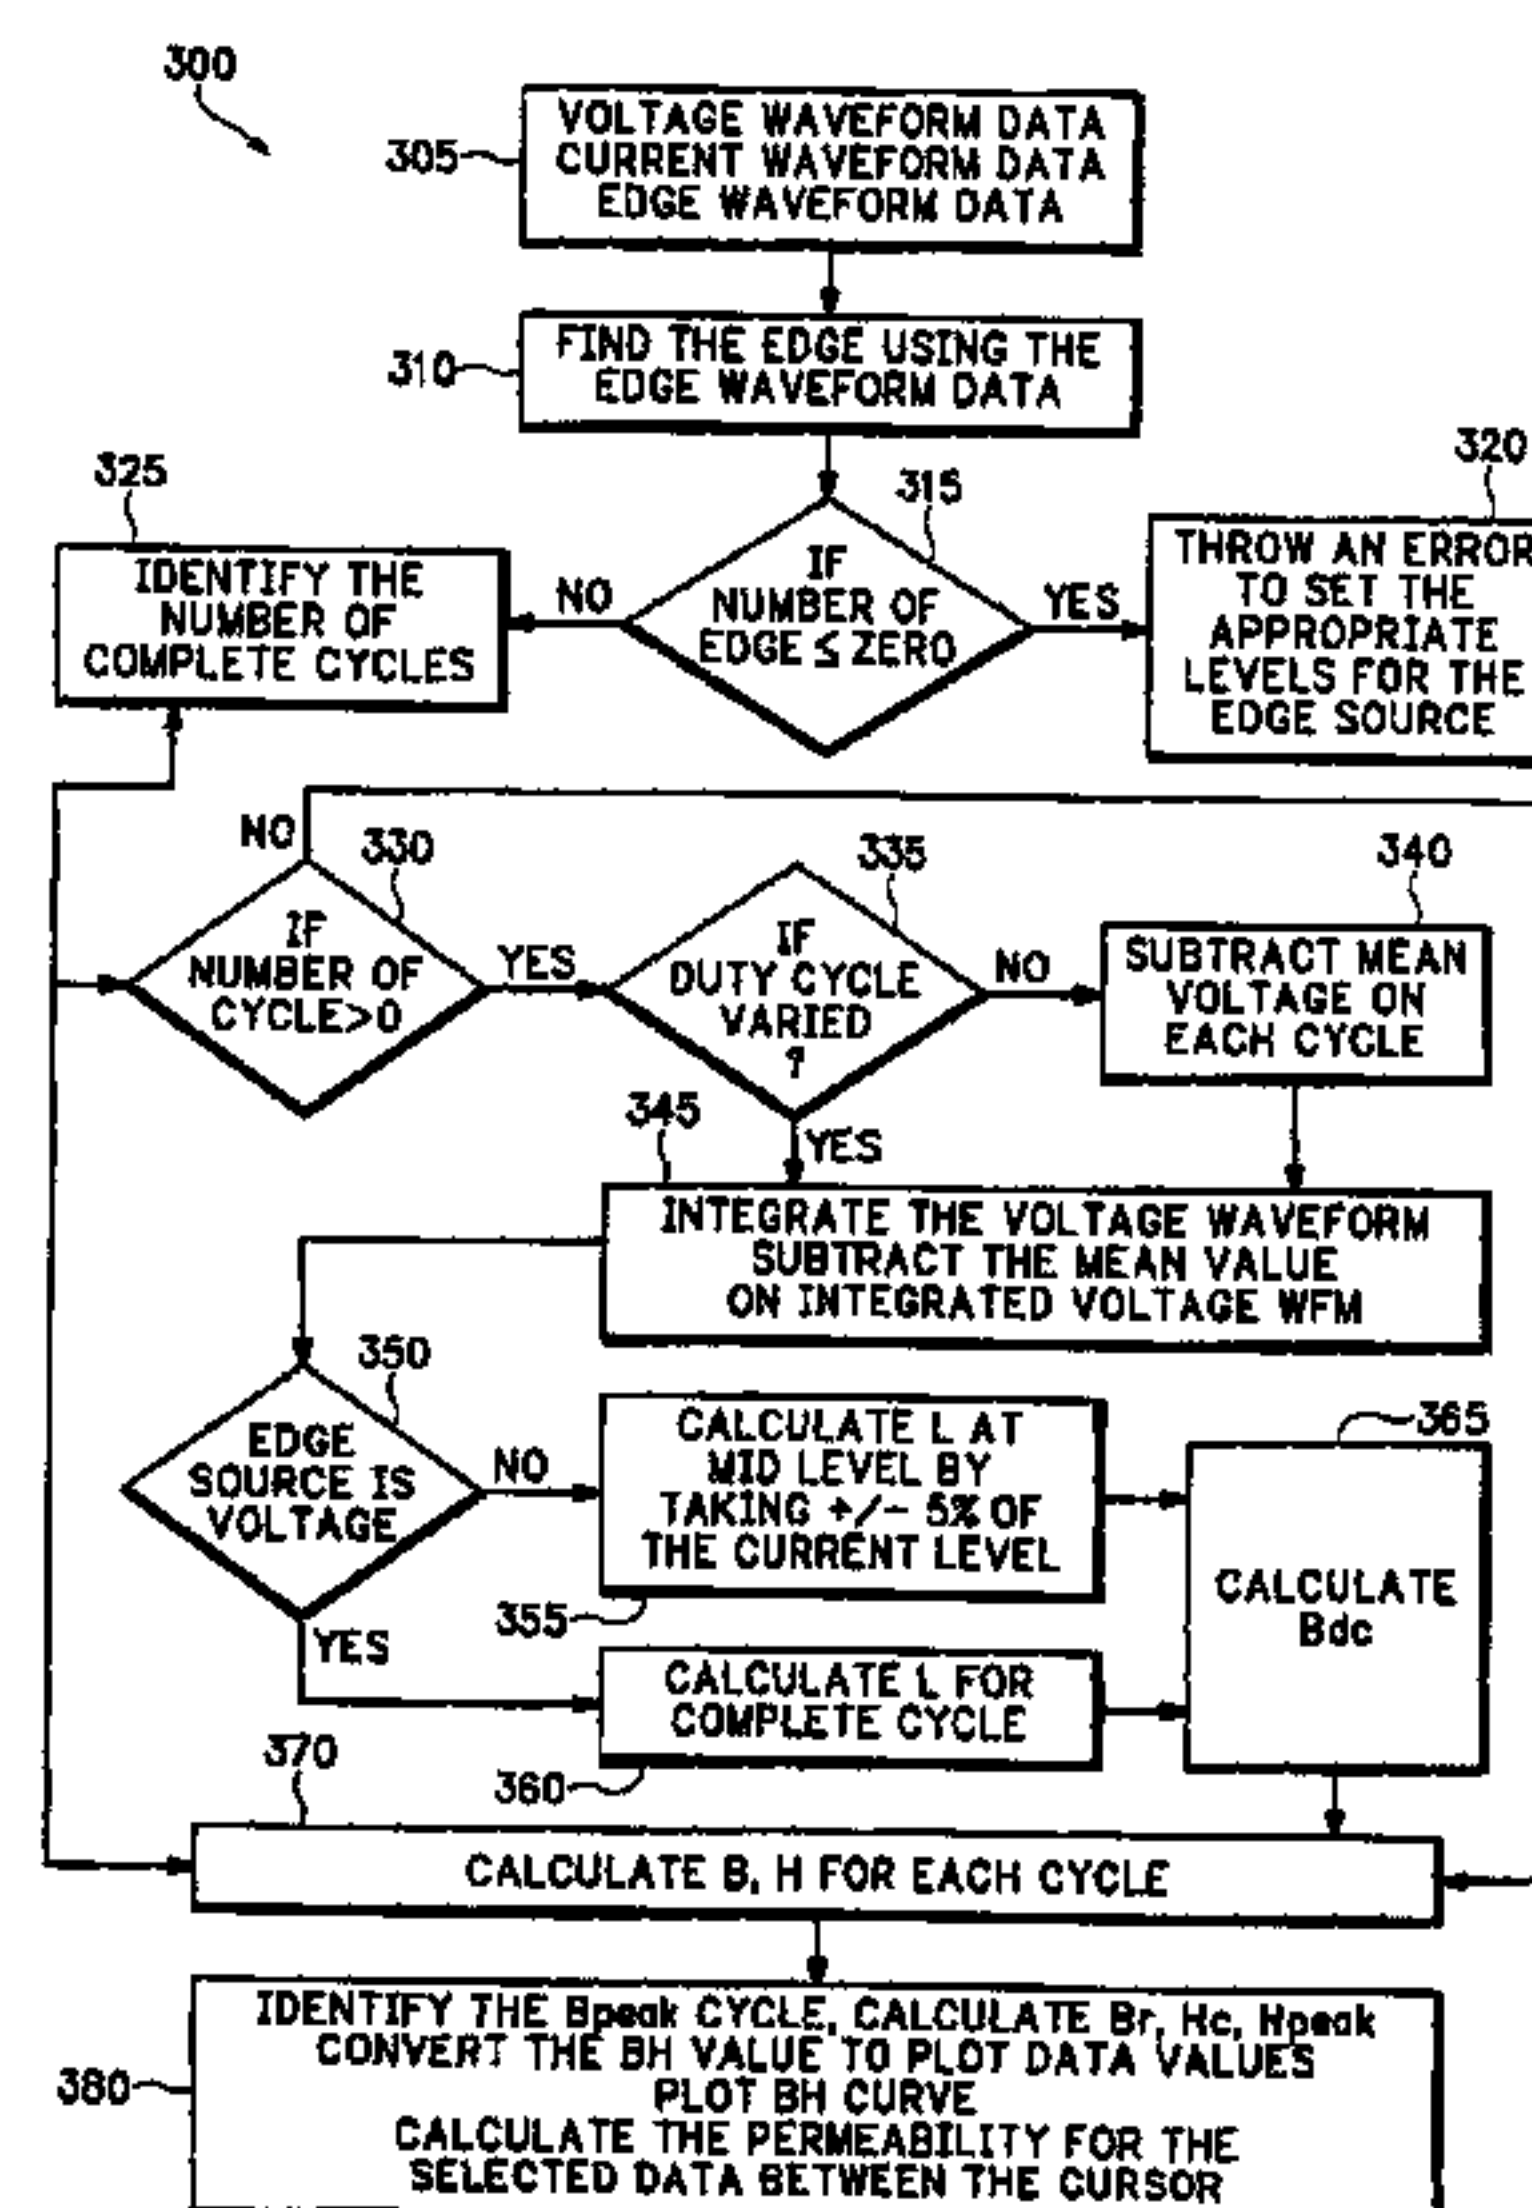 300
305
VOLTAGE WAVEFORM DATA
CURRENT WAVEFORM DATA
EDGE WAVEFORM DATA
310
FIND THE EDGE USING THE
EDGE WAVEFORM DATA
315
IF
NUMBER OF
EDGE ≤ ZERO
NO
YES
320
THROW AN ERROR
TO SET THE
APPROPRIATE
LEVELS FOR THE
EDGE SOURCE
325
IDENTIFY THE
NUMBER OF
COMPLETE CYCLES
NO
330
IF
NUMBER OF
CYCLE>0
YES
335
IF
DUTY CYCLE
VARIED
?
NO
YES
340
SUBTRACT MEAN
VOLTAGE ON
EACH CYCLE
345
INTEGRATE THE VOLTAGE WAVEFORM
SUBTRACT THE MEAN VALUE
ON INTEGRATED VOLTAGE WFM
350
EDGE
SOURCE IS
VOLTAGE
NO
YES
CALCULATE L AT
MID LEVEL BY
TAKING +/- 5% OF
THE CURRENT LEVEL
355
CALCULATE L FOR
COMPLETE CYCLE
360
365
CALCULATE
Bdc
370
CALCULATE B, H FOR EACH CYCLE
380
IDENTIFY THE Bpeak CYCLE, CALCULATE Br, Hc, Hpeak
CONVERT THE BH VALUE TO PLOT DATA VALUES
PLOT BH CURVE
CALCULATE THE PERMEABILITY FOR THE
SELECTED DATA BETWEEN THE CURSOR